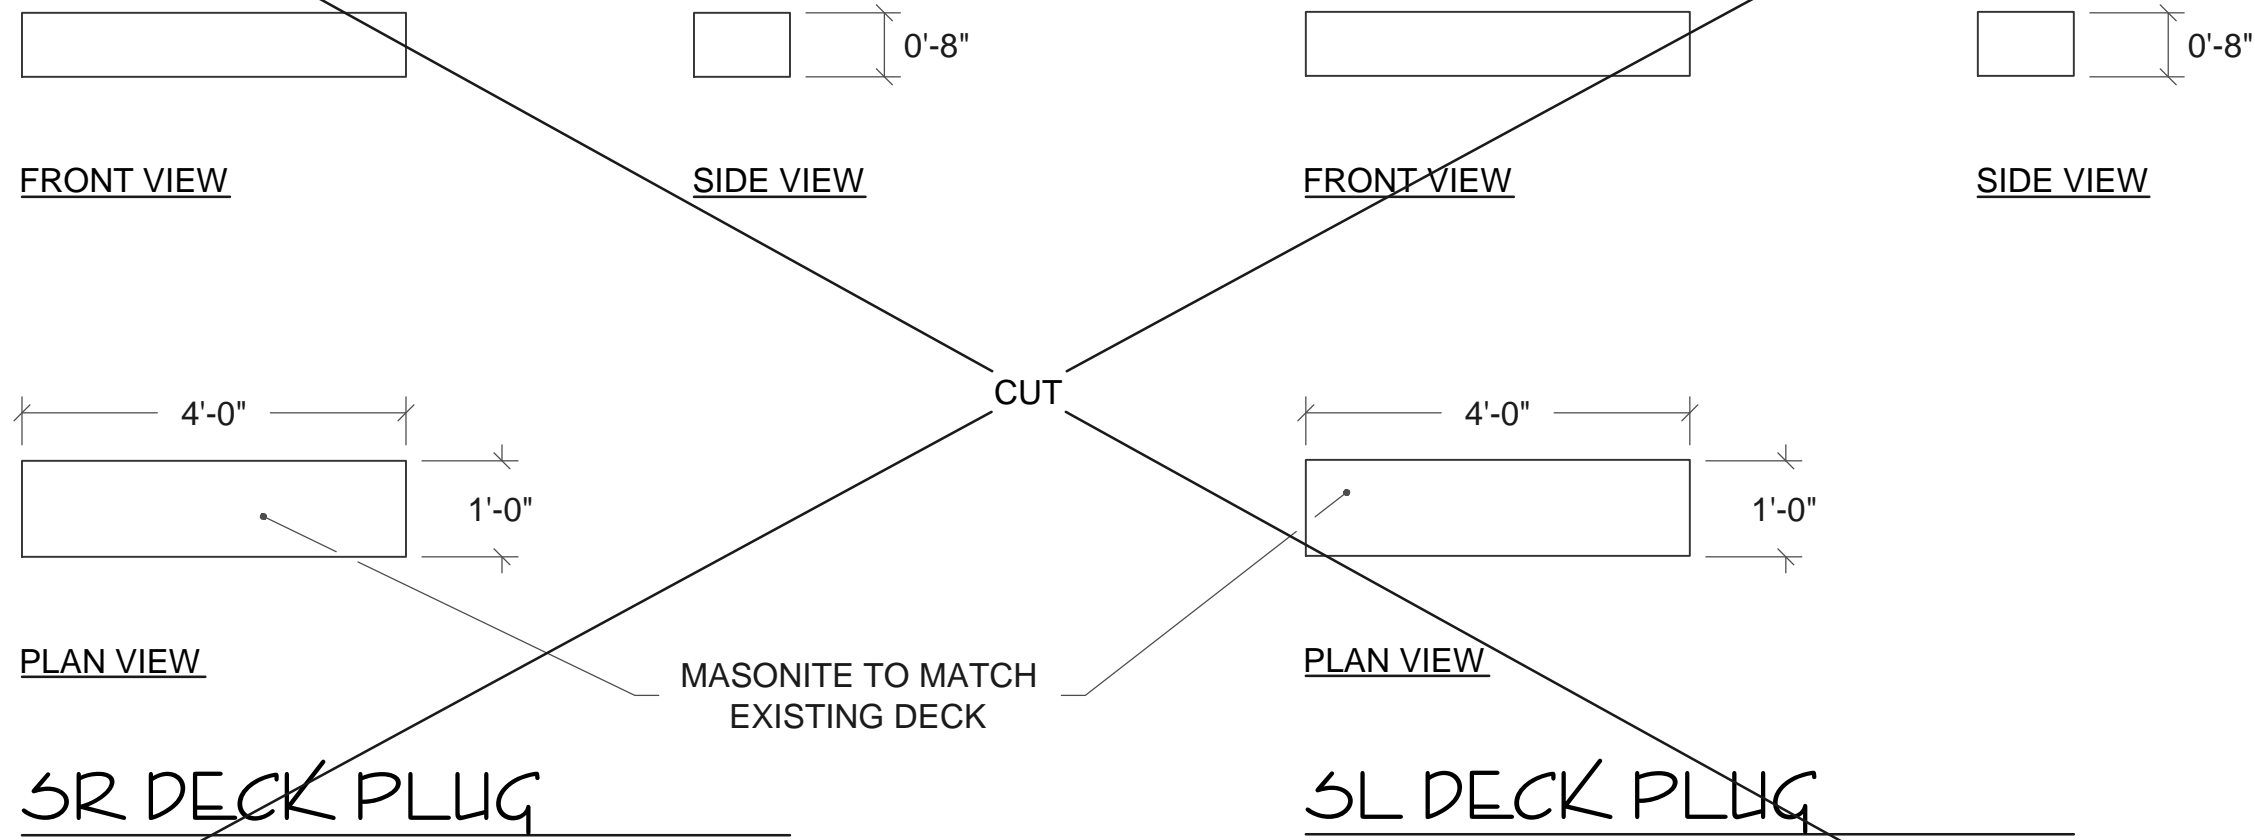 0'-8"
0'-8"
FRONT VIEW
SIDE VIEW
FRONT VIEW
SIDE VIEW
CUT
4'-0"
4'-0"
1'-0"
1'-0"
PLAN VIEW
PLAN VIEW
MASONITE TO MATCH
EXISTING DECK
SR DECK PLUG
SL DECK PLUG